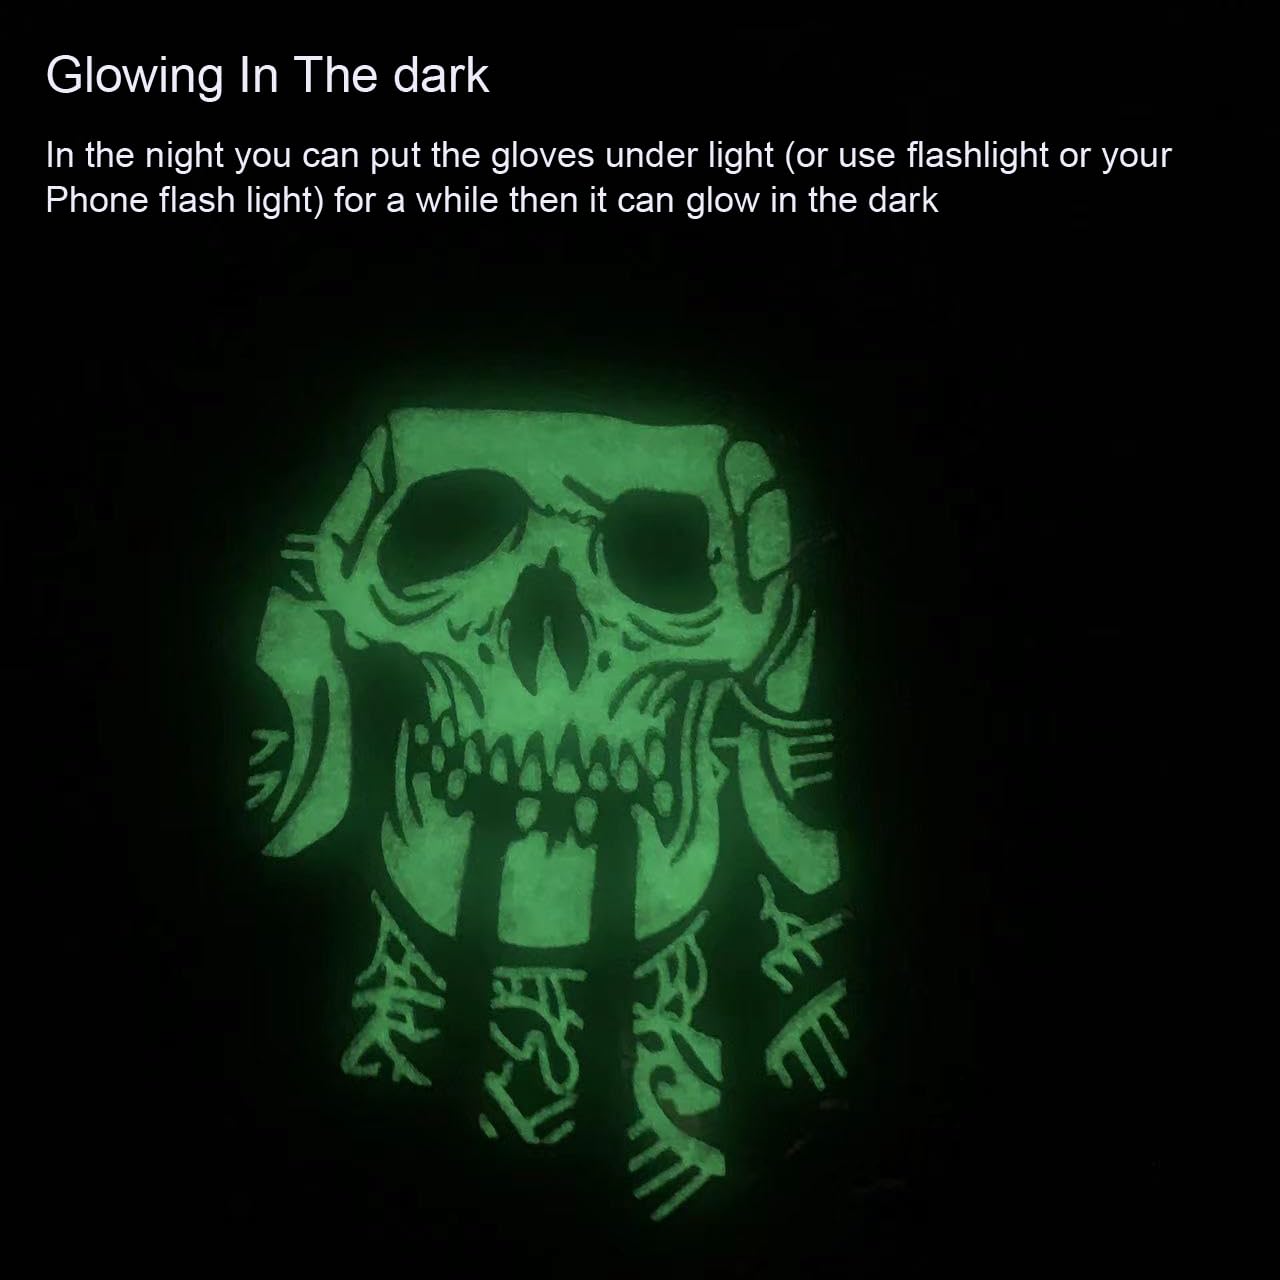 Glowing In The dark
In the night you can put the gloves under light (or use flashlight or your
Phone flash light) for a while then it can glow in the dark